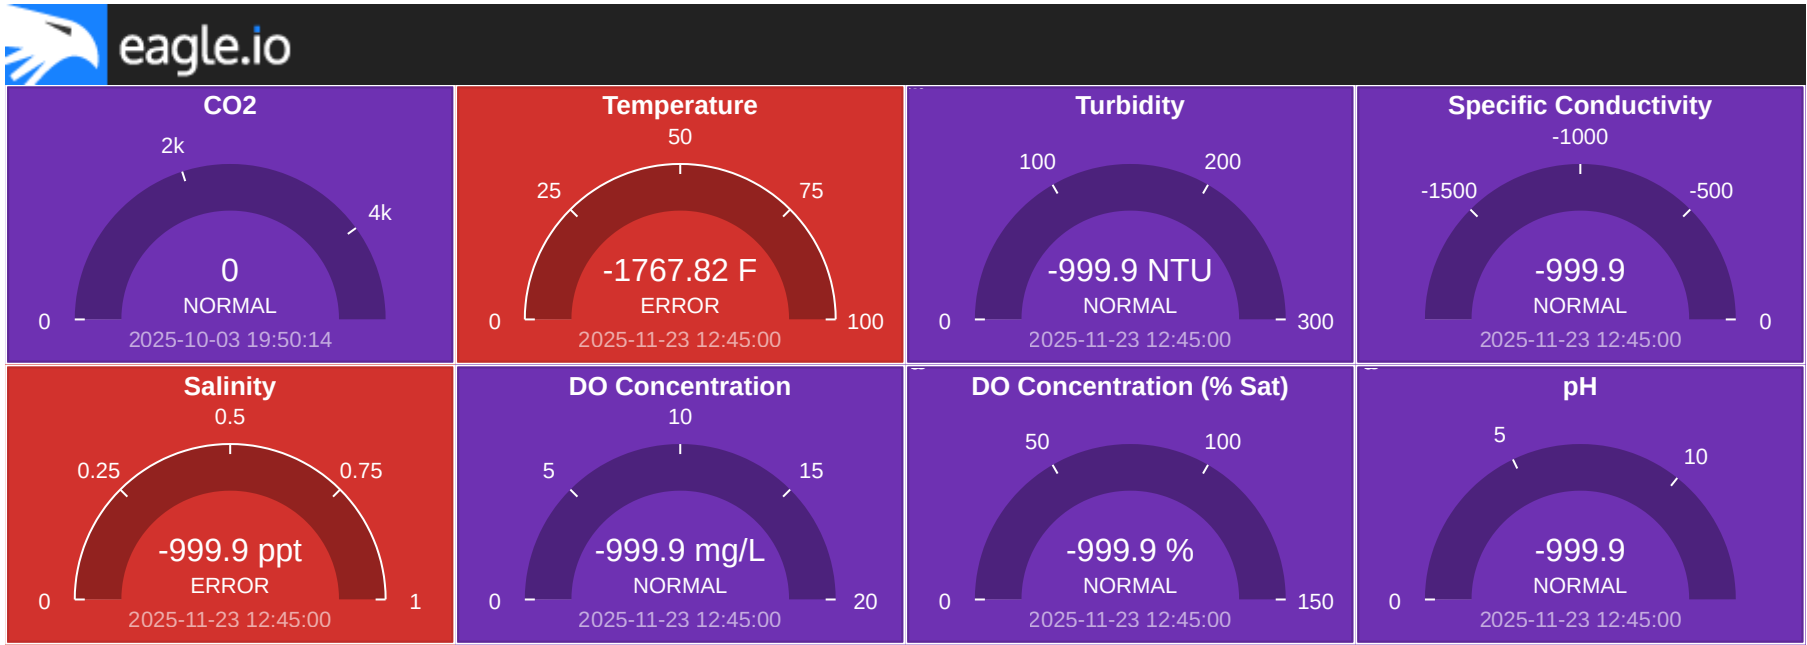 eagle.io
CO2
2k
4k
0
0
NORMAL
2025-10-03 19:50:14
Temperature
50
25
75
-1767.82 F
ERROR
0
100
2025-11-23 12:45:00
Turbidity
100
200
-999.9 NTU
NORMAL
0
300
2025-11-23 12:45:00
Specific Conductivity
-1000
-1500
-500
-999.9
NORMAL
0
2025-11-23 12:45:00
Salinity
0.5
0.25
0.75
-999.9 ppt
ERROR
0
1
2025-11-23 12:45:00
DO Concentration
10
5
15
-999.9 mg/L
NORMAL
0
20
2025-11-23 12:45:00
DO Concentration (% Sat)
50
100
-999.9 %
NORMAL
0
150
2025-11-23 12:45:00
pH
5
10
-999.9
NORMAL
0
2025-11-23 12:45:00